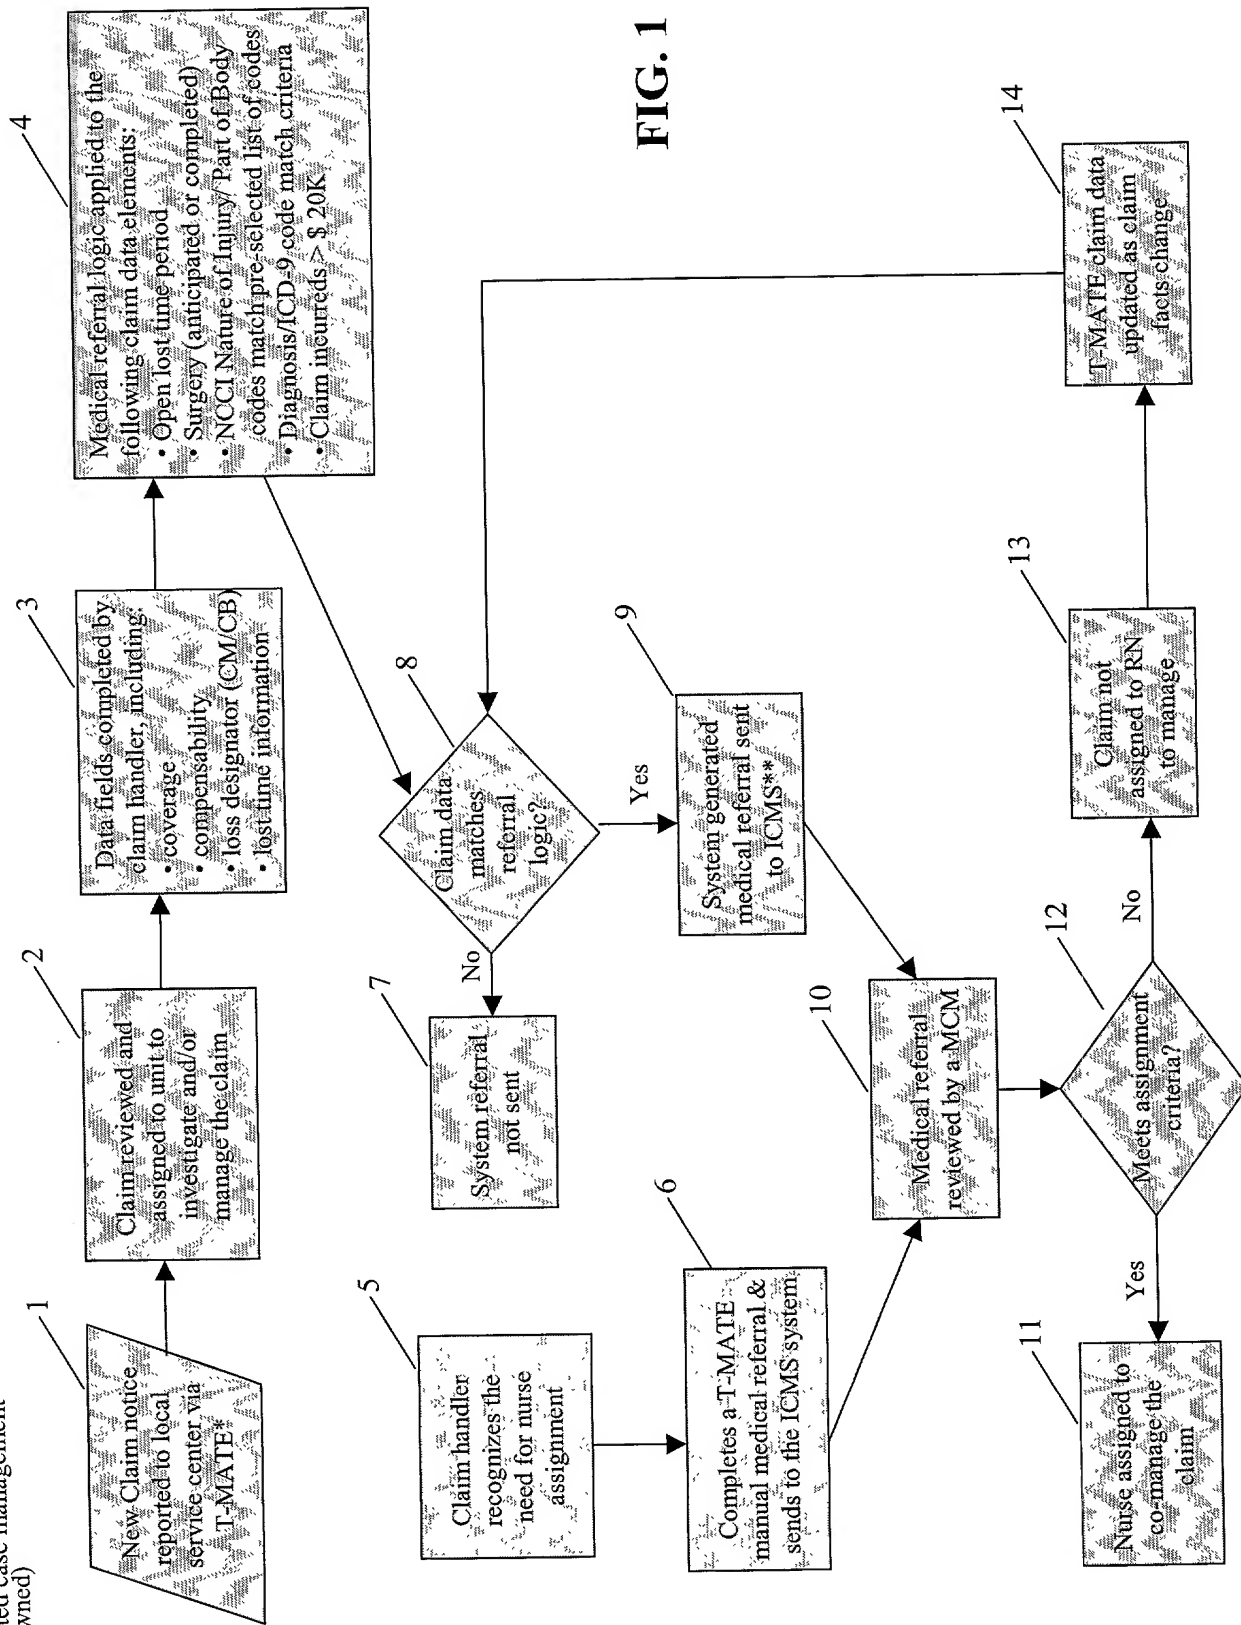 ted case management
wned)
1
New Claim notice
reported to local
service center via
T-MATE*
2
Claim reviewed and
assigned to unit to
investigate and/or
manage the claim
3
Data fields completed by
claim handler, including:
• coverage
• compensability
• loss designator (CM/CB)
• lost time information
4
Medical referral logic applied to the
following claim data elements:
• Open lost time period
• Surgery (anticipated or completed)
• NCCI Nature of Injury/ Part of Body
codes match pre-selected list of codes
• Diagnosis/ICD-9 code match criteria
• Claim incurreds > $ 20K
5
Claim handler
recognizes the
need for nurse
assignment
6
Completes a T-MATE
manual medical referral &
sends to the ICMS system
7
System referral
not sent
No
8
Claim data
matches
referral
logic?
Yes
9
System generated
medical referral sent
to ICMS**
10
Medical referral
reviewed by a MCM
11
Nurse assigned to
co-manage the
claim
Yes
12
Meets assignment
criteria?
No
13
Claim not
assigned to RN
to manage
14
T-MATE claim data
updated as claim
facts change
FIG. 1